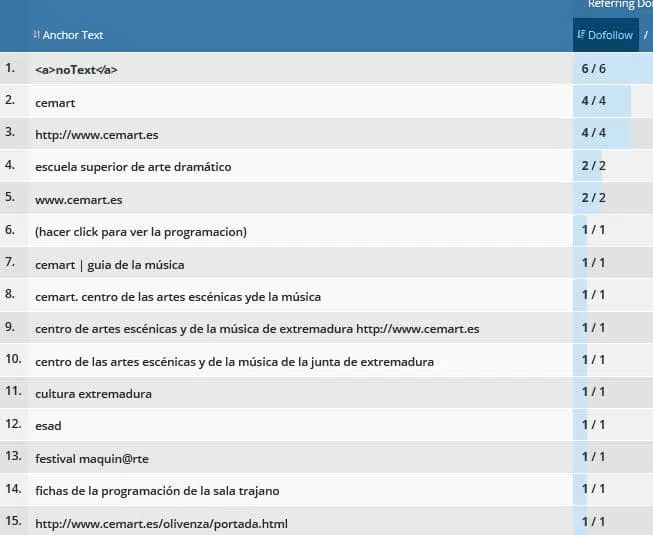 Referring Do
Anchor Text Dofollow /
1. <a>noText</a> 6 / 6
2. cemart 4 / 4
3. http://www.cemart.es 4 / 4
4. escuela superior de arte dramático 2 / 2
5. www.cemart.es 2 / 2
6. (hacer click para ver la programacion) 1 / 1
7. cemart | guia de la música 1 / 1
8. cemart. centro de las artes escénicas yde la música 1 / 1
9. centro de artes escénicas y de la música de extremadura http://www.cemart.es 1 / 1
10. centro de las artes escénicas y de la música de la junta de extremadura 1 / 1
11. cultura extremadura 1 / 1
12. esad 1 / 1
13. festival maquin@rte 1 / 1
14. fichas de la programación de la sala trajano 1 / 1
15. http://www.cemart.es/olivenza/portada.html 1 / 1